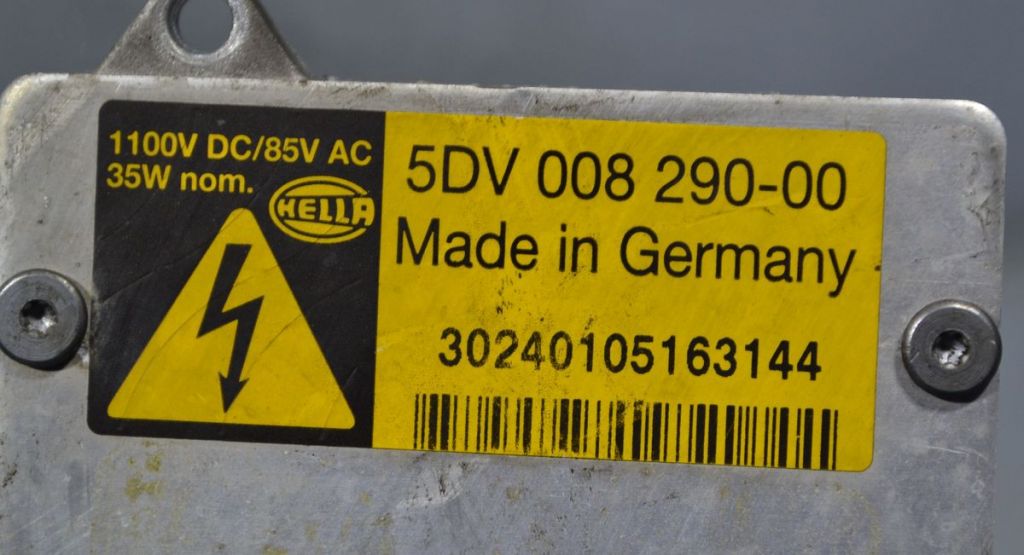 1100V DC/85V AC
35W nom.
HELLA
5DV 008 290-00
Made in Germany
30240105163144